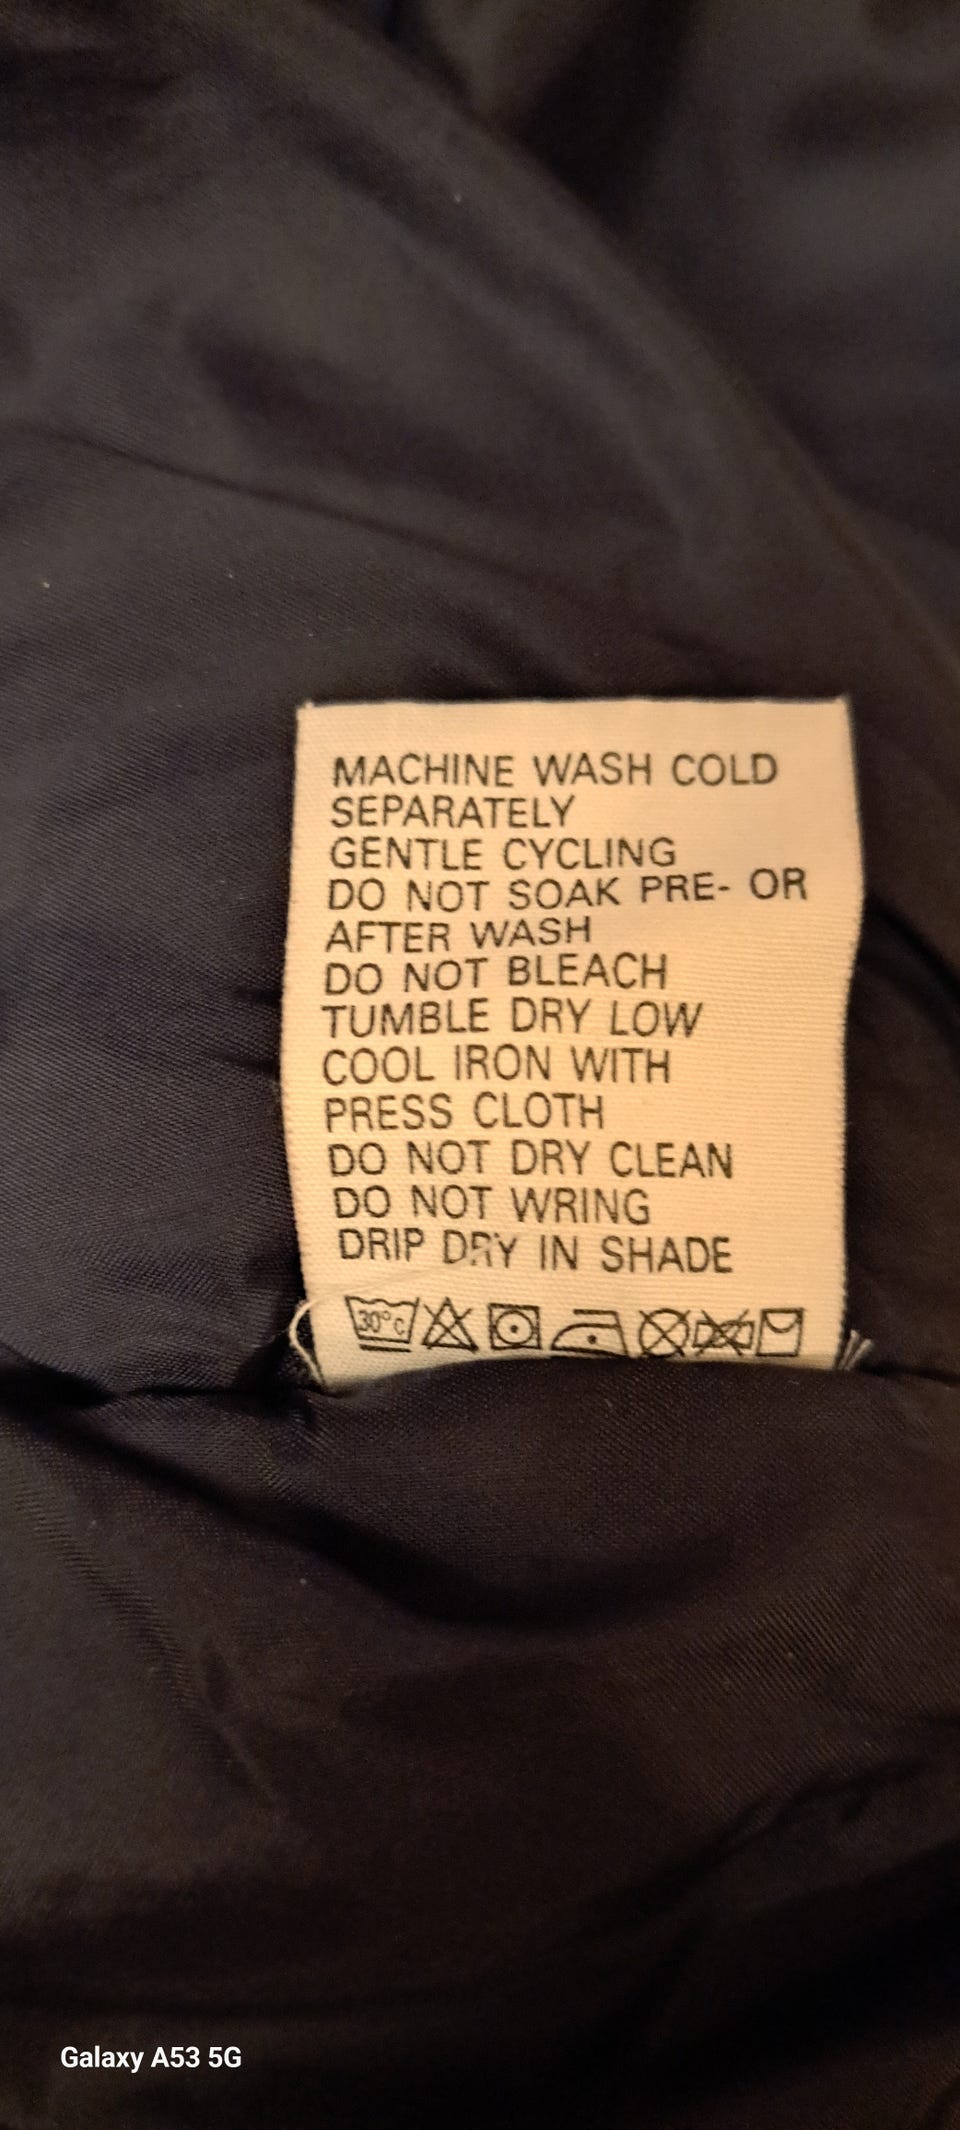 MACHINE WASH COLD
SEPARATELY
GENTLE CYCLING
DO NOT SOAK PRE- OR
AFTER WASH
DO NOT BLEACH
TUMBLE DRY LOW
COOL IRON WITH
PRESS CLOTH
DO NOT DRY CLEAN
DO NOT WRING
DRIP DRY IN SHADE
30°C
Galaxy A53 5G